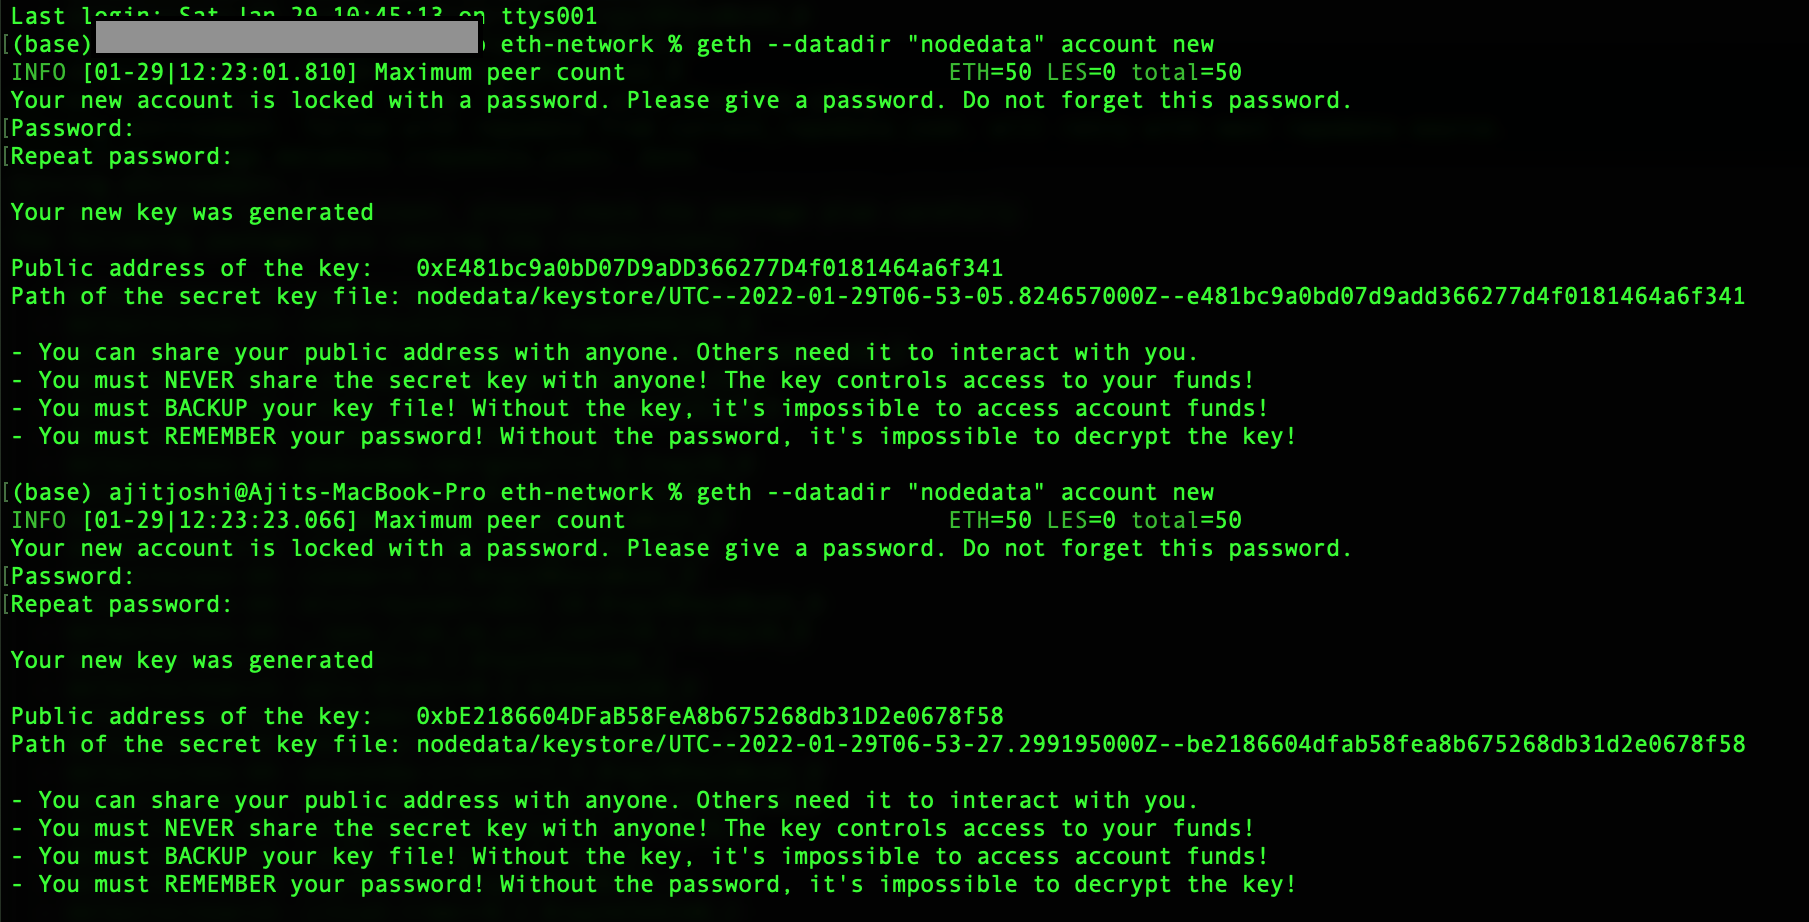 Last login: Sat Jan 29 10:45:13 on ttys001
[(base) eth-network % geth --datadir "nodedata" account new
INFO [01-29|12:23:01.810] Maximum peer count ETH=50 LES=0 total=50
Your new account is locked with a password. Please give a password. Do not forget this password.
[Password:
[Repeat password:
Your new key was generated
Public address of the key: 0xE481bc9a0bD07D9aDD366277D4f0181464a6f341
Path of the secret key file: nodedata/keystore/UTC--2022-01-29T06-53-05.824657000Z--e481bc9a0bd07d9add366277d4f0181464a6f341
- You can share your public address with anyone. Others need it to interact with you.
- You must NEVER share the secret key with anyone! The key controls access to your funds!
- You must BACKUP your key file! Without the key, it's impossible to access account funds!
- You must REMEMBER your password! Without the password, it's impossible to decrypt the key!
[(base) ajitjoshi@Ajits-MacBook-Pro eth-network % geth --datadir "nodedata" account new
INFO [01-29|12:23:23.066] Maximum peer count ETH=50 LES=0 total=50
Your new account is locked with a password. Please give a password. Do not forget this password.
[Password:
[Repeat password:
Your new key was generated
Public address of the key: 0xbE2186604DFaB58FeA8b675268db31D2e0678f58
Path of the secret key file: nodedata/keystore/UTC--2022-01-29T06-53-27.299195000Z--be2186604dfab58fea8b675268db31d2e0678f58
- You can share your public address with anyone. Others need it to interact with you.
- You must NEVER share the secret key with anyone! The key controls access to your funds!
- You must BACKUP your key file! Without the key, it's impossible to access account funds!
- You must REMEMBER your password! Without the password, it's impossible to decrypt the key!